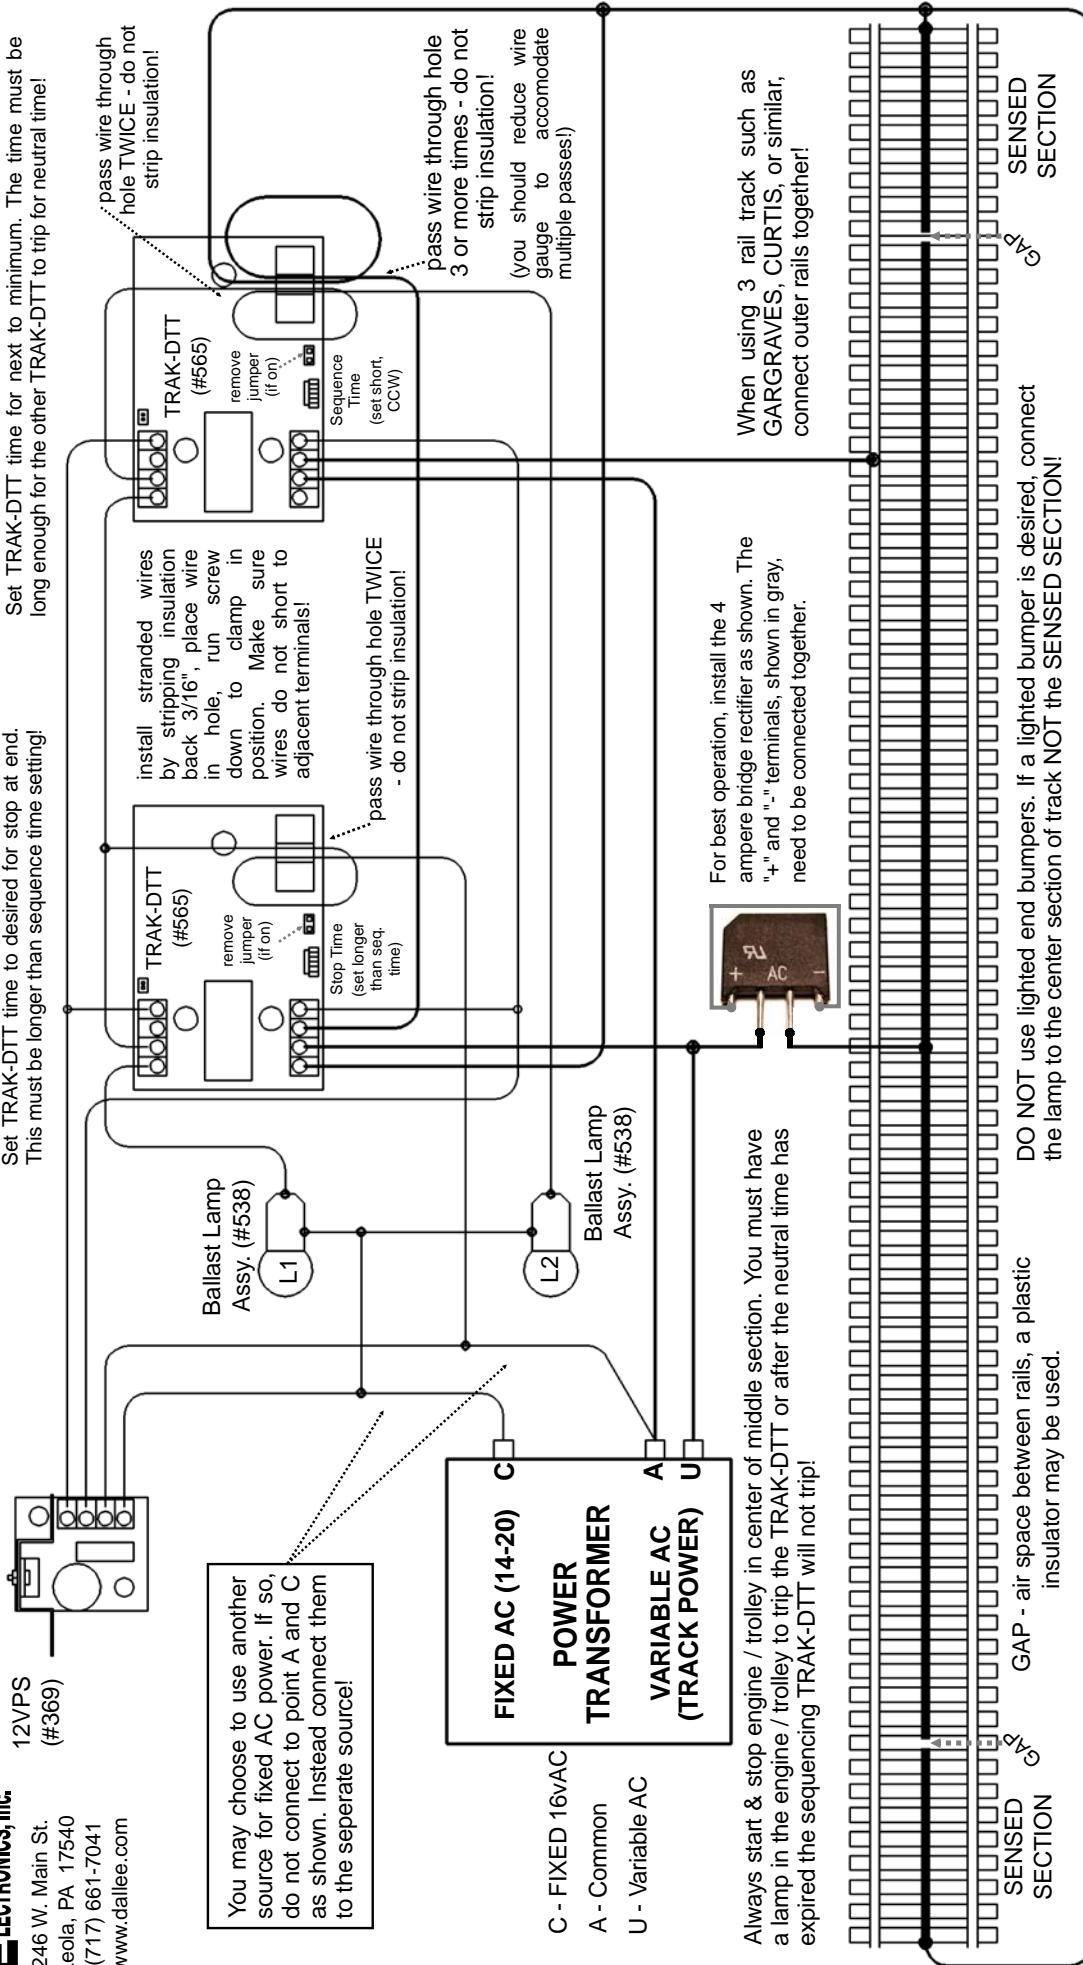 ELECTRONICS, Inc.
246 W. Main St.
Leola, PA 17540
(717) 661-7041
www.dallee.com
12VPS
(#369)
Set TRAK-DTT time to desired for stop at end.
This must be longer than sequence time setting!
Set TRAK-DTT time for next to minimum. The time must be
long enough for the other TRAK-DTT to trip for neutral time!
You may choose to use another
source for fixed AC power. If so,
do not connect to point A and C
as shown. Instead connect them
to the seperate source!
TRAK-DTT
(#565)
remove
jumper
(if on)
Stop Time
(set longer
than seq.
time)
pass wire through hole TWICE
- do not strip insulation!
install stranded wires
by stripping insulation
back 3/16", place wire
in hole, run screw
down to clamp in
position. Make sure
wires do not short to
adjacent terminals!
TRAK-DTT
(#565)
remove
jumper
(if on)
Sequence
Time
(set short,
CCW)
pass wire through
hole TWICE - do not
strip insulation!
pass wire through hole
3 or more times - do not
strip insulation!
(you should reduce wire
gauge to accomodate
multiple passes!)
Ballast Lamp
Assy. (#538)
L1
L2
Ballast Lamp
Assy. (#538)
C - FIXED 16vAC
A - Common
U - Variable AC
FIXED AC (14-20)
C
POWER
TRANSFORMER
VARIABLE AC
(TRACK POWER)
A
U
For best operation, install the 4
ampere bridge rectifier as shown. The
"+" and "-" terminals, shown in gray,
need to be connected together.
+ AC -
When using 3 rail track such as
GARGRAVES, CURTIS, or similar,
connect outer rails together!
Always start & stop engine / trolley in center of middle section. You must have
a lamp in the engine / trolley to trip the TRAK-DTT or after the neutral time has
expired the sequencing TRAK-DTT will not trip!
SENSED
SECTION
GAP
GAP - air space between rails, a plastic
insulator may be used.
DO NOT use lighted end bumpers. If a lighted bumper is desired, connect
the lamp to the center section of track NOT the SENSED SECTION!
GAP
SENSED
SECTION